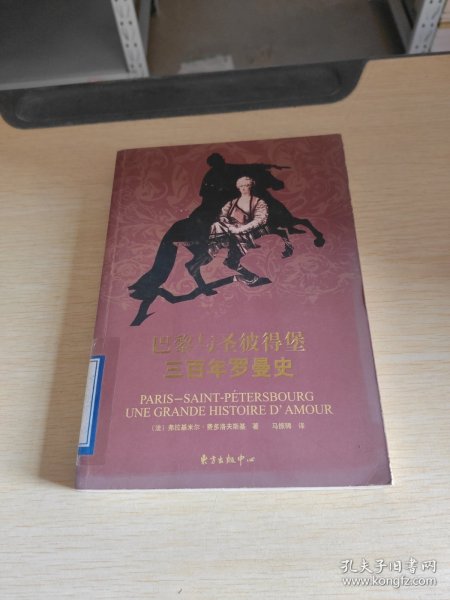 巴黎与圣彼得堡
三百年罗曼史
PARIS—SAINT-PÉTERSBOURG
UNE GRANDE HISTOIRE D'AMOUR
〔法〕弗拉基米尔·费多洛夫斯基 著 马振骋 译
东方出版中心
孔夫子旧书网
www.kongfz.com